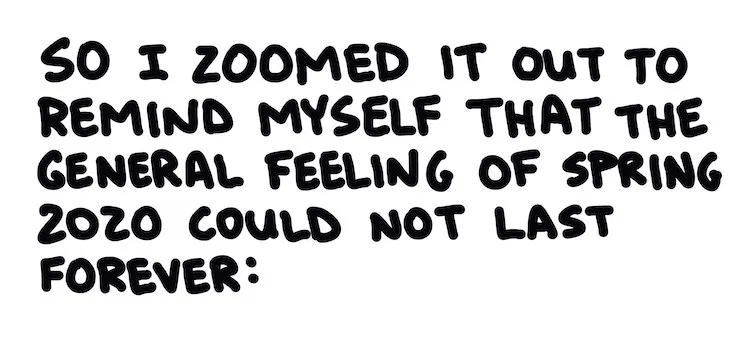 SO I ZOOMED IT OUT TO
REMIND MYSELF THAT THE
GENERAL FEELING OF SPRING
2020 COULD NOT LAST
FOREVER: